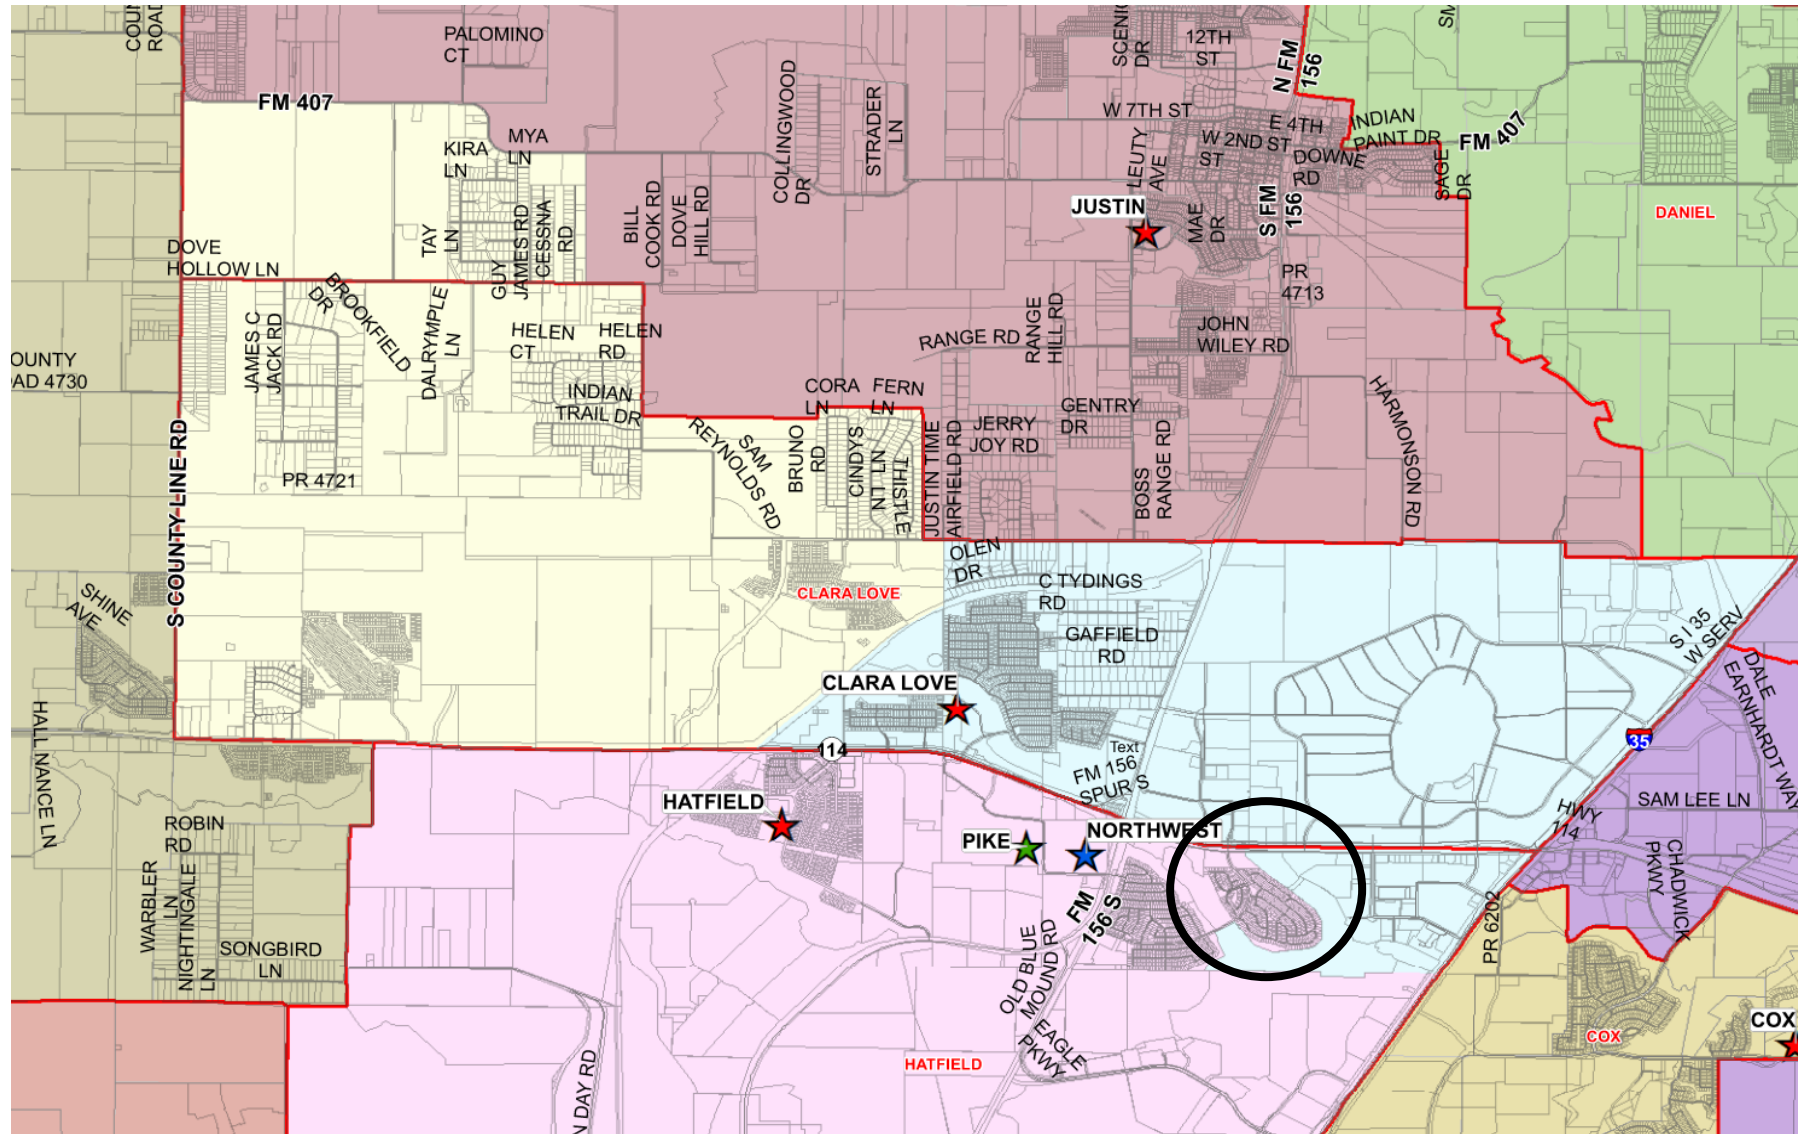 COUN
ROAD
PALOMINO
CT
SCENIC
DR
12TH
ST
N FM
156
SM
FM 407
MYA
LN
KIRA
LN
COLLINGWOOD
DR
STRADER
LN
W 7TH ST
E 4TH
W 2ND ST
ST
INDIAN
PAINT DR
FM 407
DOWNE
RD
SAGE
DR
LEUTY
AVE
MAE
DR
S FM
156
JUSTIN
DANIEL
BILL
COOK RD
DOVE
HILL RD
TAY
LN
GUY
JAMES RD
CESSNA
RD
DOVE
HOLLOW LN
PR
4713
BROOKFIELD
DR
JAMES C
JACK RD
DALRYMPLE
LN
HELEN
CT
HELEN
RD
INDIAN
TRAIL DR
RANGE RD
RANGE
HILL RD
JOHN
WILEY RD
OUNTY
OAD 4730
CORA
LN
FERN
LN
GENTRY
DR
JERRY
JOY RD
HARMONSON RD
S COUNTY LINE RD
PR 4721
SAM
REYNOLDS RD
BRUNO
RD
CINDYS
LN
THISTLE
LN
JUSTIN TIME
AIRFIELD RD
BOSS
RANGE RD
OLEN
DR
C TYDINGS
RD
SHINE
AVE
CLARA LOVE
GAFFIELD
RD
S I 35
W SERV
DALE
EARNHARDT WAY
CLARA LOVE
HALL NANCE LN
114
Text
FM 156
SPUR S
35
HATFIELD
ROBIN
RD
PIKE
NORTHWEST
HWY
114
SAM LEE LN
CHADWICK
PKWY
WARBLER
LN
NIGHTINGALE
LN
SONGBIRD
LN
FM
156 S
OLD BLUE
MOUND RD
PR 6202
EAGLE
PKWY
HATFIELD
COX
COX
N DAY RD